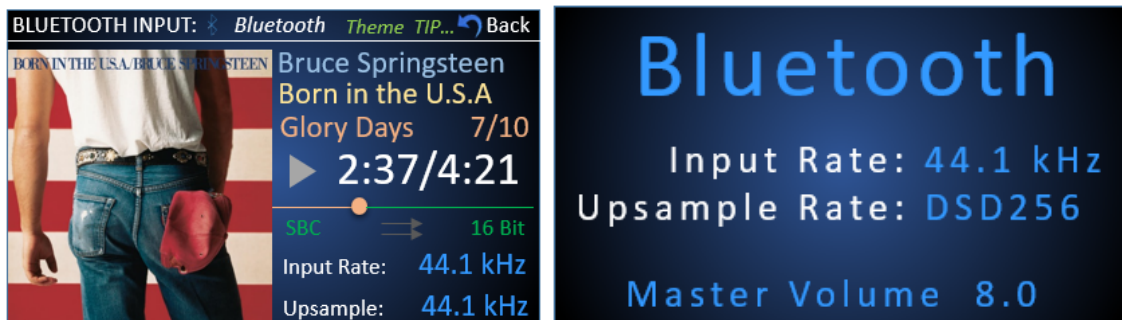 BLUETOOTH INPUT: Bluetooth Theme TIP... Back
BORN IN THE U.S.A./BRUCE SPRINGSTEEN
Bruce Springsteen
Born in the U.S.A
Glory Days 7/10
2:37/4:21
SBC 16 Bit
Input Rate: 44.1 kHz
Upsample: 44.1 kHz
Bluetooth
Input Rate: 44.1 kHz
Upsample Rate: DSD256
Master Volume 8.0